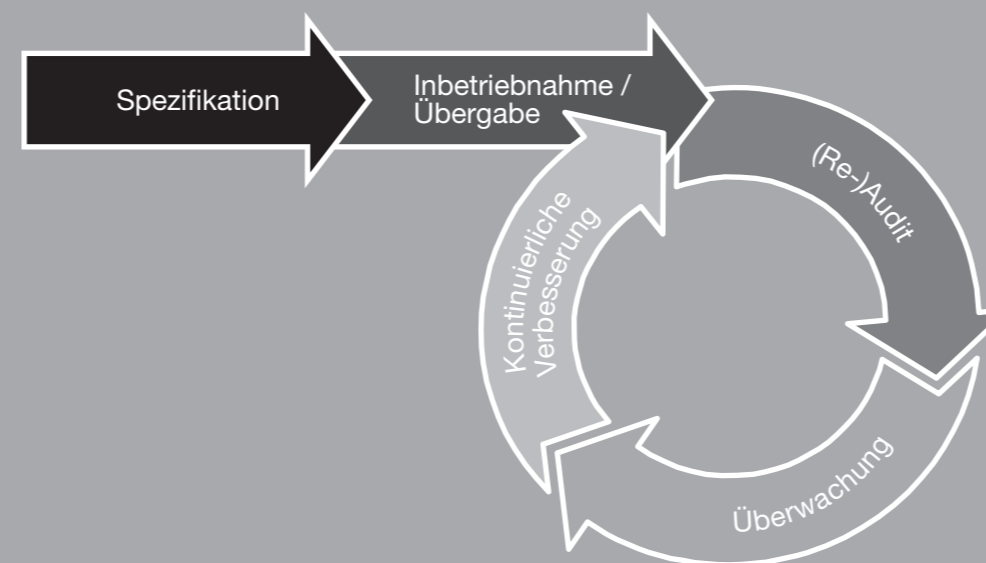 Spezifikation
Inbetriebnahme /
Übergabe
(Re-)Audit
Überwachung
Kontinuierliche
Verbesserung